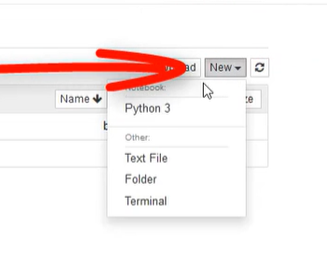 New
Name
Notebook:
Python 3
Other:
Text File
Folder
Terminal